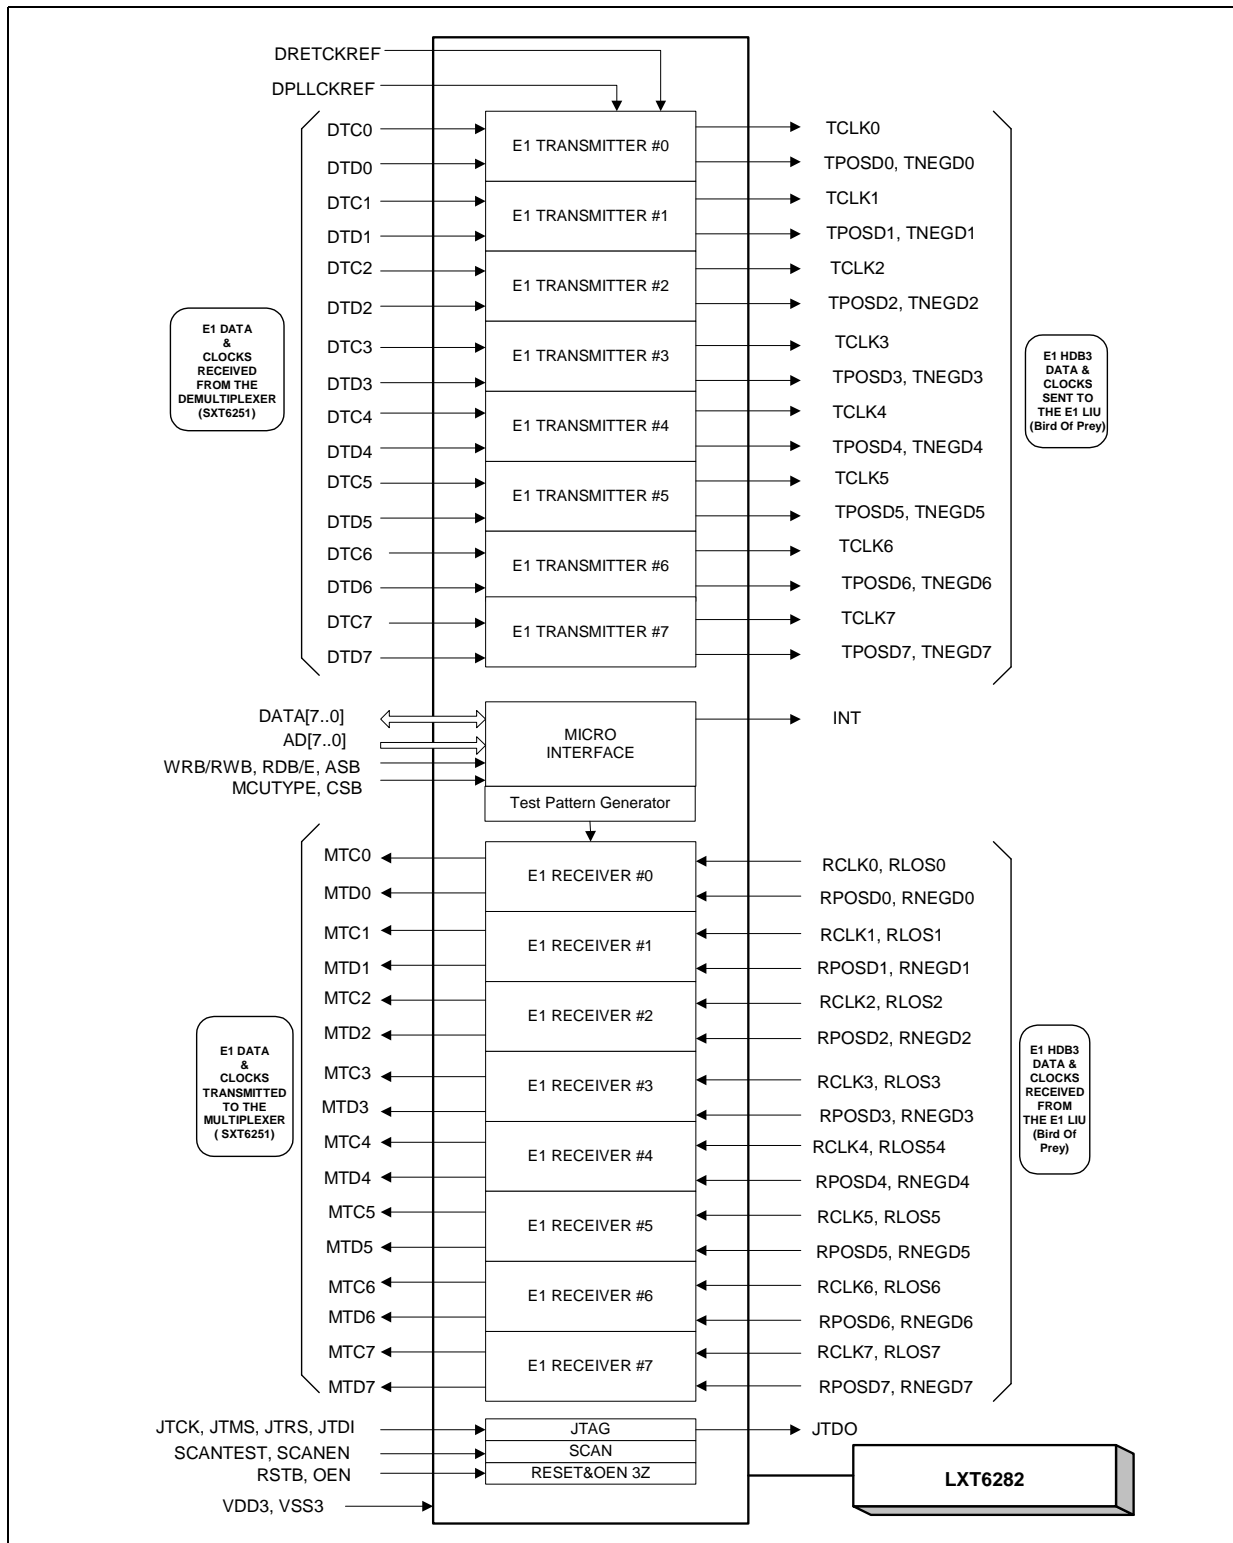 DRETCKREF
DPLLCKREF
DTC0
E1 TRANSMITTER #0
TCLK0
DTD0
TPOSD0, TNEGD0
DTC1
E1 TRANSMITTER #1
TCLK1
DTD1
TPOSD1, TNEGD1
DTC2
E1 TRANSMITTER #2
TCLK2
DTD2
TPOSD2, TNEGD2
DTC3
E1 TRANSMITTER #3
TCLK3
DTD3
TPOSD3, TNEGD3
DTC4
E1 TRANSMITTER #4
TCLK4
DTD4
TPOSD4, TNEGD4
DTC5
E1 TRANSMITTER #5
TCLK5
DTD5
TPOSD5, TNEGD5
DTC6
E1 TRANSMITTER #6
TCLK6
DTD6
TPOSD6, TNEGD6
DTC7
E1 TRANSMITTER #7
TCLK7
DTD7
TPOSD7, TNEGD7
E1 DATA
&
CLOCKS
RECEIVED
FROM THE
DEMULTIPLEXER
(SXT6251)
E1 HDB3
DATA &
CLOCKS
SENT TO
THE E1 LIU
(Bird Of Prey)
DATA[7..0]
AD[7..0]
WRB/RWB, RDB/E, ASB
MCUTYPE, CSB
MICRO
INTERFACE
INT
Test Pattern Generator
MTC0
E1 RECEIVER #0
RCLK0, RLOS0
MTD0
RPOSD0, RNEGD0
MTC1
E1 RECEIVER #1
RCLK1, RLOS1
MTD1
RPOSD1, RNEGD1
MTC2
E1 RECEIVER #2
RCLK2, RLOS2
MTD2
RPOSD2, RNEGD2
MTC3
E1 RECEIVER #3
RCLK3, RLOS3
MTD3
RPOSD3, RNEGD3
MTC4
E1 RECEIVER #4
RCLK4, RLOS54
MTD4
RPOSD4, RNEGD4
MTC5
E1 RECEIVER #5
RCLK5, RLOS5
MTD5
RPOSD5, RNEGD5
MTC6
E1 RECEIVER #6
RCLK6, RLOS6
MTD6
RPOSD6, RNEGD6
MTC7
E1 RECEIVER #7
RCLK7, RLOS7
MTD7
RPOSD7, RNEGD7
E1 DATA
&
CLOCKS
TRANSMITTED
TO THE
MULTIPLEXER
( SXT6251)
E1 HDB3
DATA &
CLOCKS
RECEIVED
FROM
THE E1 LIU
(Bird Of
Prey)
JTCK, JTMS, JTRS, JTDI
JTAG
JTDO
SCANTEST, SCANEN
SCAN
RSTB, OEN
RESET&OEN 3Z
VDD3, VSS3
LXT6282